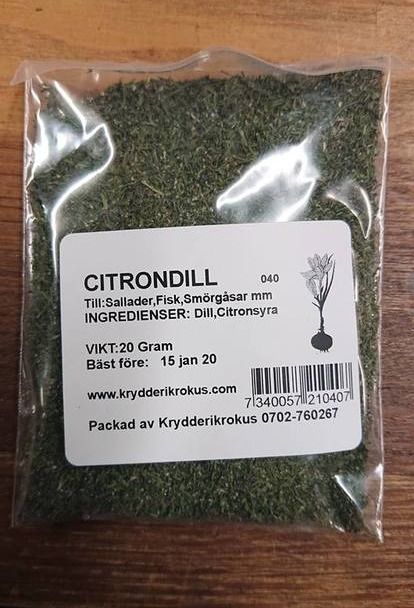 CITRONDILL 040
Till:Sallader,Fisk,Smörgåsar mm
INGREDIENSER: Dill,Citronsyra
VIKT:20 Gram
Bäst före: 15 jan 20
www.krydderikrokus.com
7 340057 210407
Packad av Krydderikrokus 0702-760267